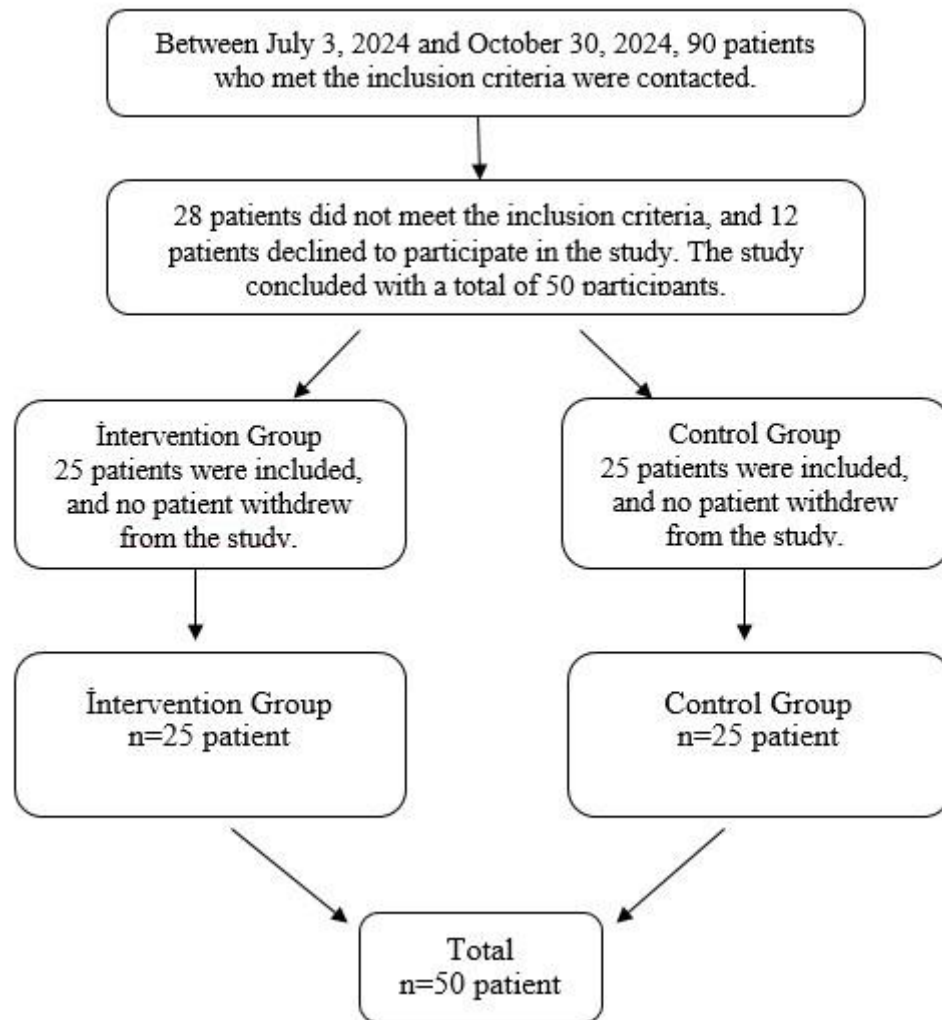 Between July 3, 2024 and October 30, 2024, 90 patients
who met the inclusion criteria were contacted.
28 patients did not meet the inclusion criteria, and 12
patients declined to participate in the study. The study
concluded with a total of 50 participants.
İntervention Group
25 patients were included,
and no patient withdrew
from the study.
Control Group
25 patients were included,
and no patient withdrew
from the study.
İntervention Group
n=25 patient
Control Group
n=25 patient
Total
n=50 patient